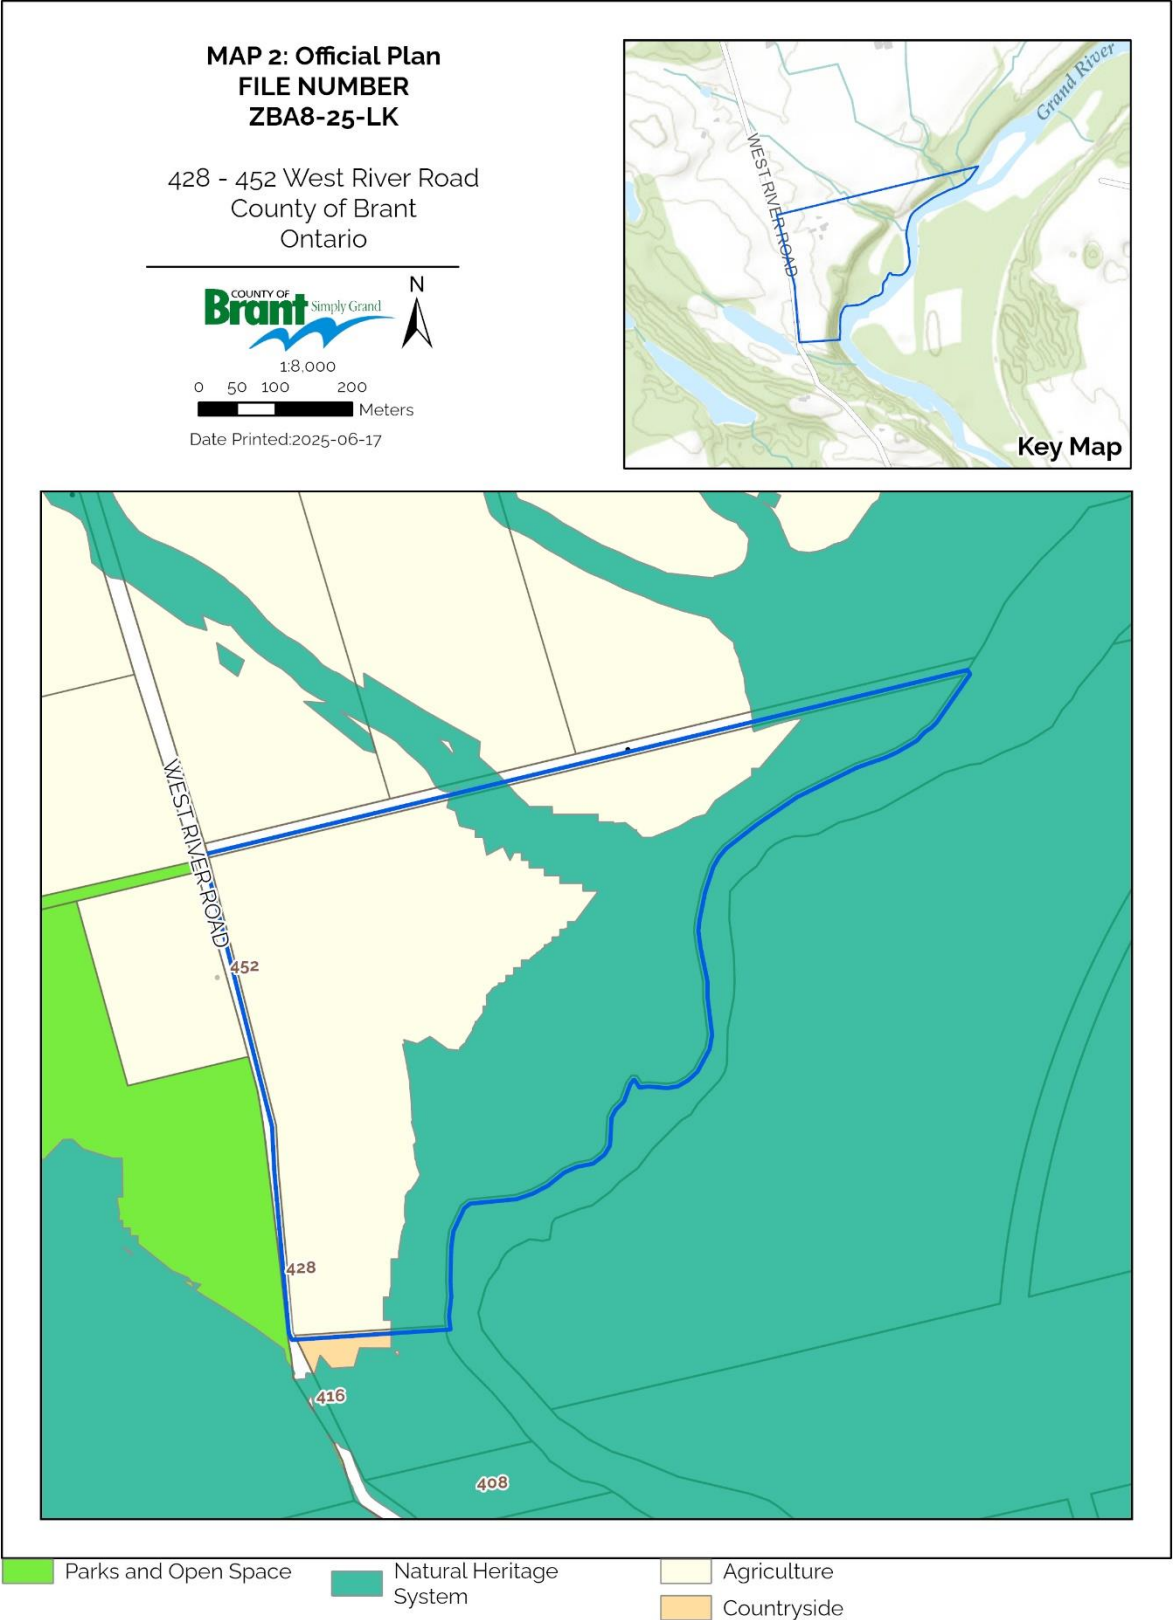 MAP 2: Official Plan
FILE NUMBER
ZBA8-25-LK
428 - 452 West River Road
County of Brant
Ontario
COUNTY OF
Brant Simply Grand
N
1:8,000
0 50 100 200
Meters
Date Printed:2025-06-17
Grand River
WEST RIVER ROAD
Key Map
WEST RIVER ROAD
452
428
416
408
Parks and Open Space
Natural Heritage
System
Agriculture
Countryside